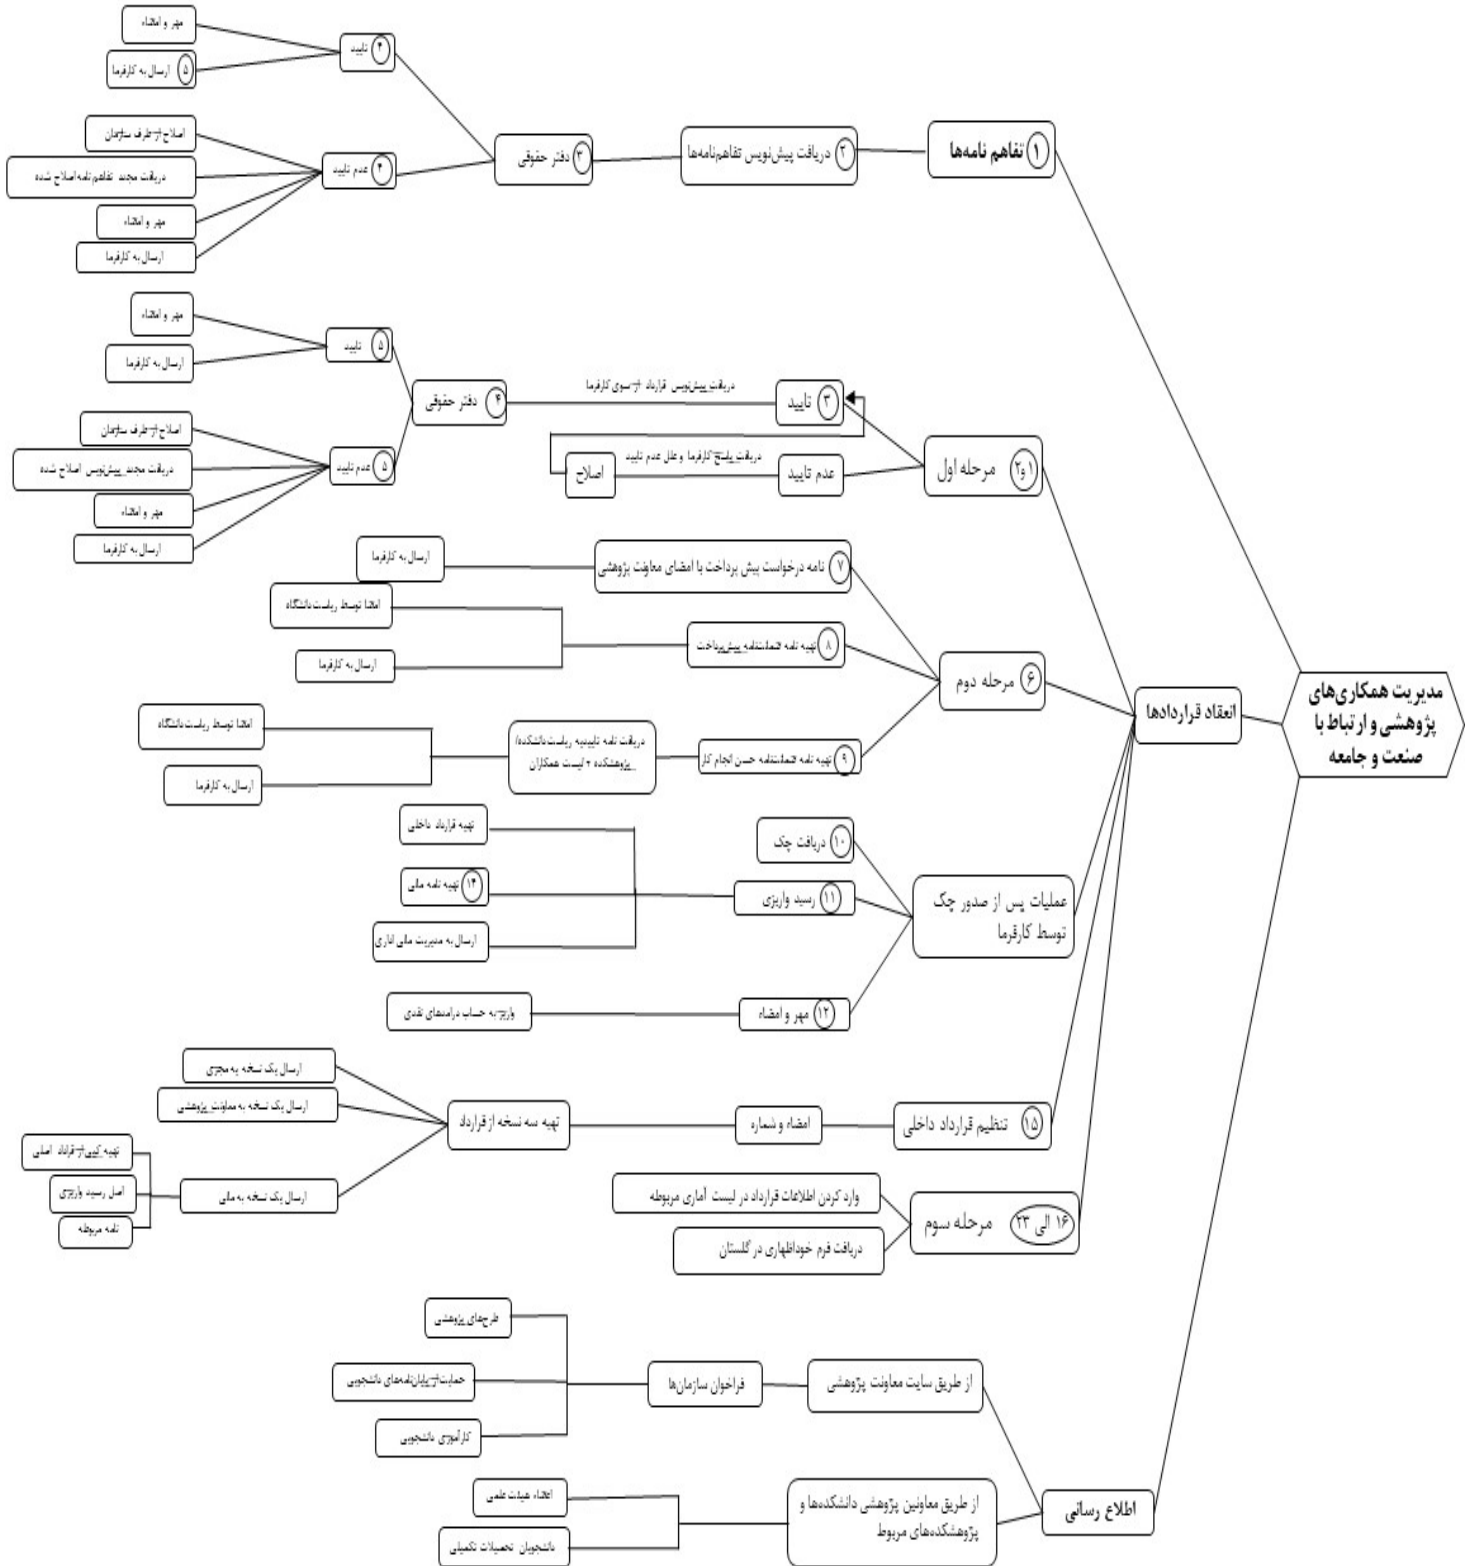 مدیریت همکاری‌های
پژوهشی و ارتباط با
صنعت و جامعه
۱ تفاهم نامه‌ها
۲ دریافت پیش‌نویس تفاهم‌نامه‌ها
۳ دفتر حقوقی
۴ تایید
مهر و امضاء
۵ ارسال به کارفرما
۴ عدم تایید
اصلاح از طرف سازمان
دریافت مجدد تفاهم نامه اصلاح شده
مهر و امضاء
ارسال به کارفرما
انعقاد قراردادها
۱و۲ مرحله اول
۳ تأیید
دریافت پیش‌نویس قرارداد از سوی کارفرما
۴ دفتر حقوقی
۵ تایید
مهر و امضاء
ارسال به کارفرما
۵ عدم تایید
اصلاح از طرف سازمان
دریافت مجدد پیش‌نویس اصلاح شده
مهر و امضاء
ارسال به کارفرما
عدم تایید
دریافت پاسخ کارفرما و علل عدم تایید
اصلاح
۶ مرحله دوم
۷ نامه درخواست پیش پرداخت با امضای معاونت پژوهشی
ارسال به کارفرما
۸ تهیه نامه ضمانتنامه پیش‌پرداخت
امضا توسط ریاست دانشگاه
ارسال به کارفرما
۹ تهیه نامه ضمانتنامه حسن انجام کار
دریافت نامه تاییدیه ریاست دانشکده/
پژوهشکده + لیست همکاران
امضا توسط ریاست دانشگاه
ارسال به کارفرما
عملیات پس از صدور چک
توسط کارفرما
۱۰ دریافت چک
۱۱ رسید واریزی
تهیه قرارداد داخلی
۱۴ تهیه نامه مالی
ارسال به مدیریت مالی اداری
۱۲ مهر و امضاء
واریز به حساب درامدهای نقدی
۱۵ تنظیم قرارداد داخلی
امضاء و شماره
تهیه سه نسخه از قرارداد
ارسال یک نسخه به مجری
ارسال یک نسخه به معاونت پژوهشی
ارسال یک نسخه به مالی
تهیه کپی از قراداد اصلی
اصل رسید واریزی
نامه مربوطه
۱۶ الی ۲۳ مرحله سوم
وارد کردن اطلاعات قرارداد در لیست آماری مربوطه
دریافت فرم خوداظهاری در گلستان
اطلاع رسانی
از طریق سایت معاونت پژوهشی
فراخوان سازمان‌ها
طرح‌های پژوهشی
حمایت از پایان‌نامه‌های دانشجویی
کارآموزی دانشجویی
از طریق معاونین پژوهشی دانشکده‌ها و
پژوهشکده‌های مربوط
اعضاء هیئت علمی
دانشجویان تحصیلات تکمیلی